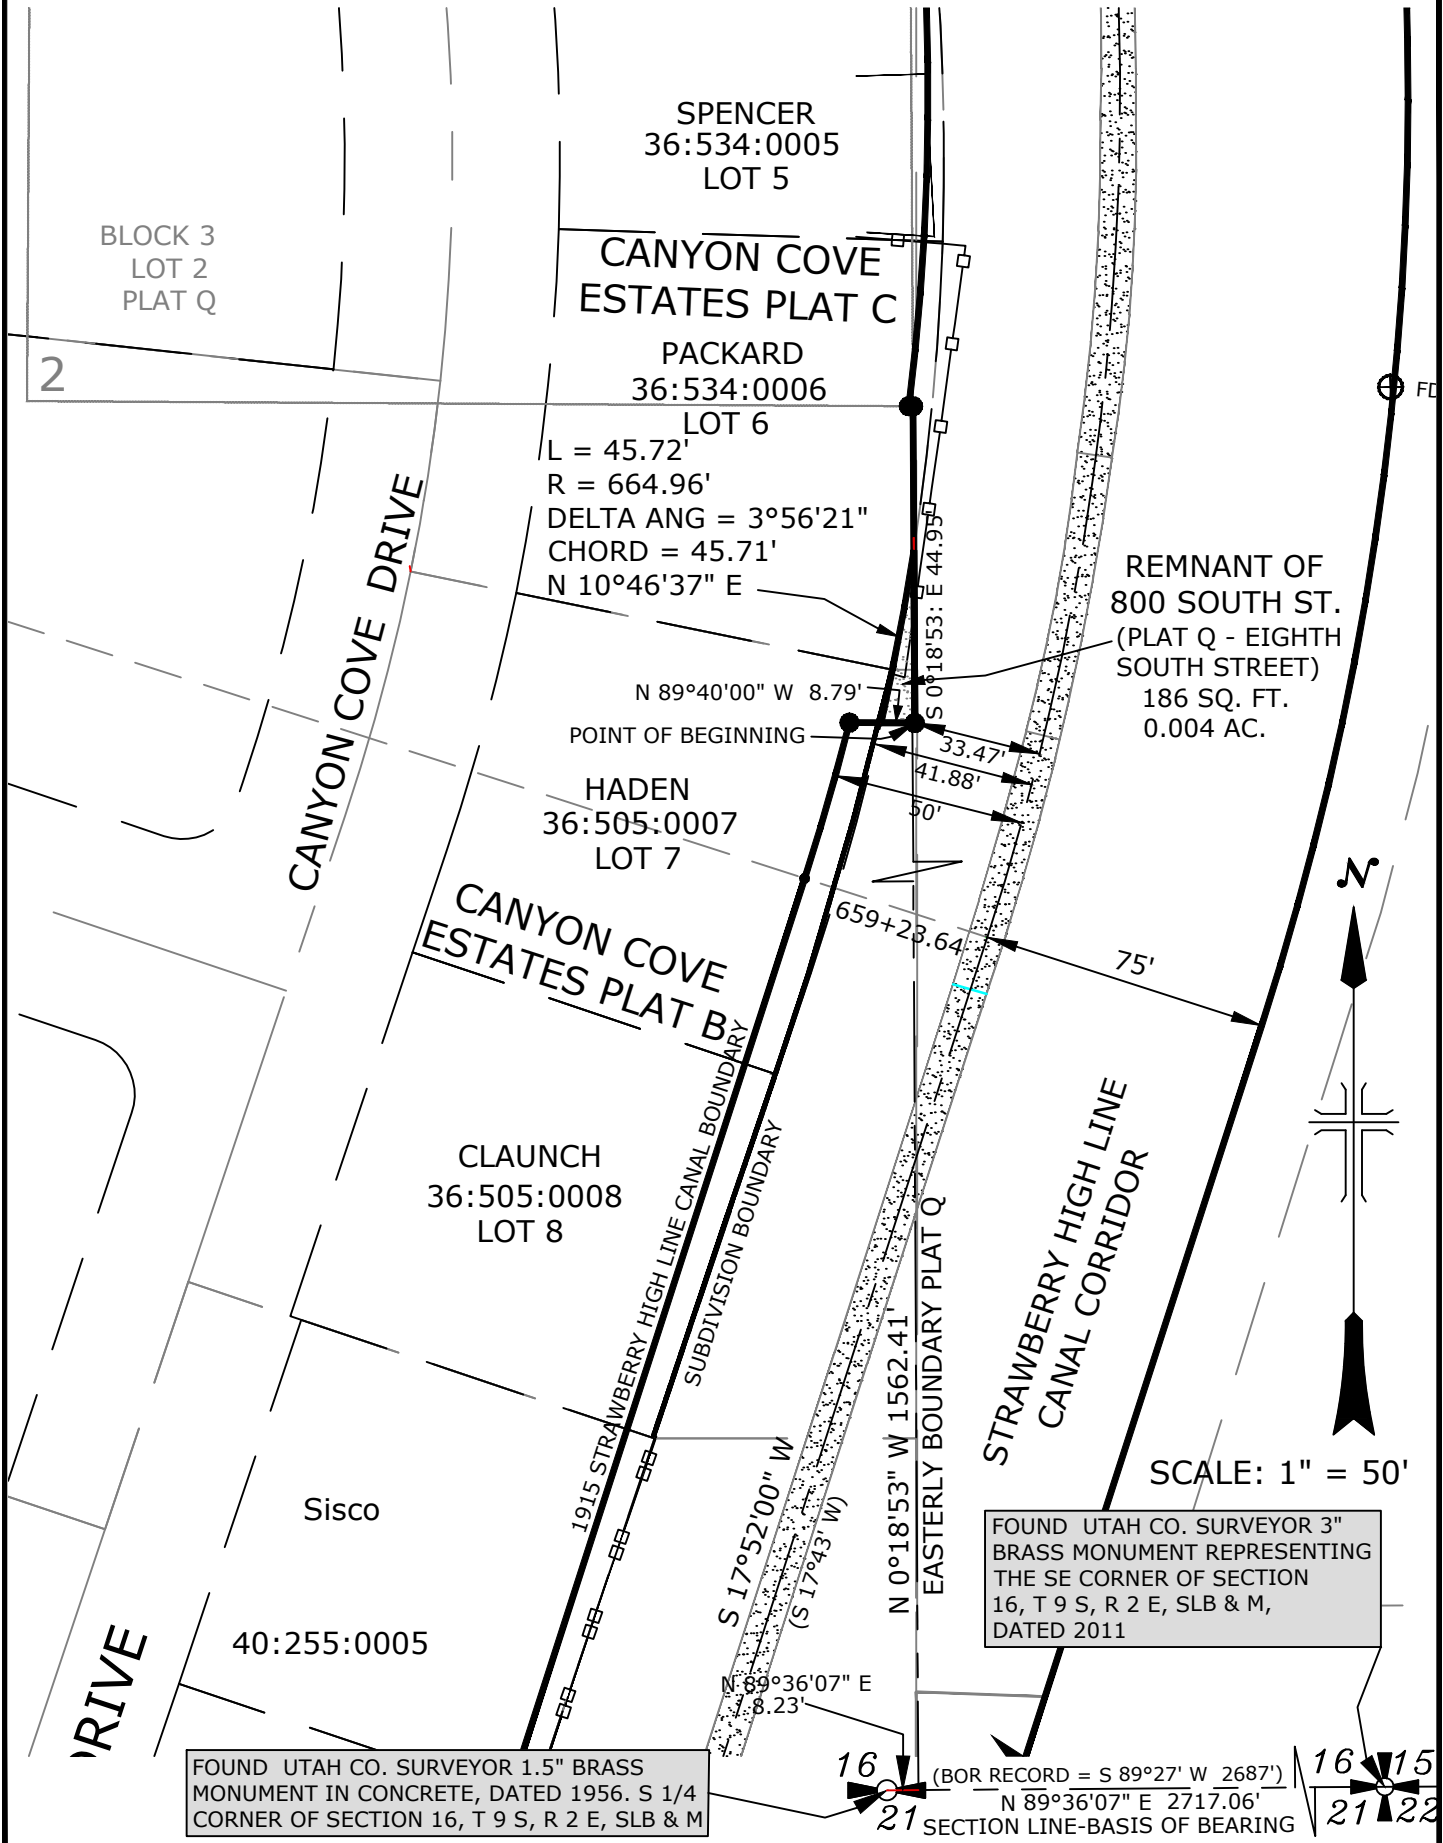 SPENCER
36:534:0005
LOT 5
BLOCK 3
LOT 2
PLAT Q
2
CANYON COVE
ESTATES PLAT C
PACKARD
36:534:0006
LOT 6
L = 45.72'
R = 664.96'
DELTA ANG = 3°56'21"
CHORD = 45.71'
N 10°46'37" E
CANYON COVE DRIVE
S 0°18'53: E 44.95'
REMNANT OF
800 SOUTH ST.
(PLAT Q - EIGHTH
SOUTH STREET)
186 SQ. FT.
0.004 AC.
N 89°40'00" W 8.79'
POINT OF BEGINNING
33.47'
41.88'
50'
HADEN
36:505:0007
LOT 7
CANYON COVE
ESTATES PLAT B
659+23.64
75'
N
CLAUNCH
36:505:0008
LOT 8
1915 STRAWBERRY HIGH LINE CANAL BOUNDARY
SUBDIVISION BOUNDARY
STRAWBERRY HIGH LINE
CANAL CORRIDOR
N 0°18'53" W 1562.41'
EASTERLY BOUNDARY PLAT Q
S 17°52'00" W
(S 17°43' W)
SCALE: 1" = 50'
Sisco
40:255:0005
DRIVE
FOUND UTAH CO. SURVEYOR 3"
BRASS MONUMENT REPRESENTING
THE SE CORNER OF SECTION
16, T 9 S, R 2 E, SLB & M,
DATED 2011
N 89°36'07" E
8.23'
FOUND UTAH CO. SURVEYOR 1.5" BRASS
MONUMENT IN CONCRETE, DATED 1956. S 1/4
CORNER OF SECTION 16, T 9 S, R 2 E, SLB & M
16
21
(BOR RECORD = S 89°27' W 2687')
N 89°36'07" E 2717.06'
SECTION LINE-BASIS OF BEARING
16 15
21 22